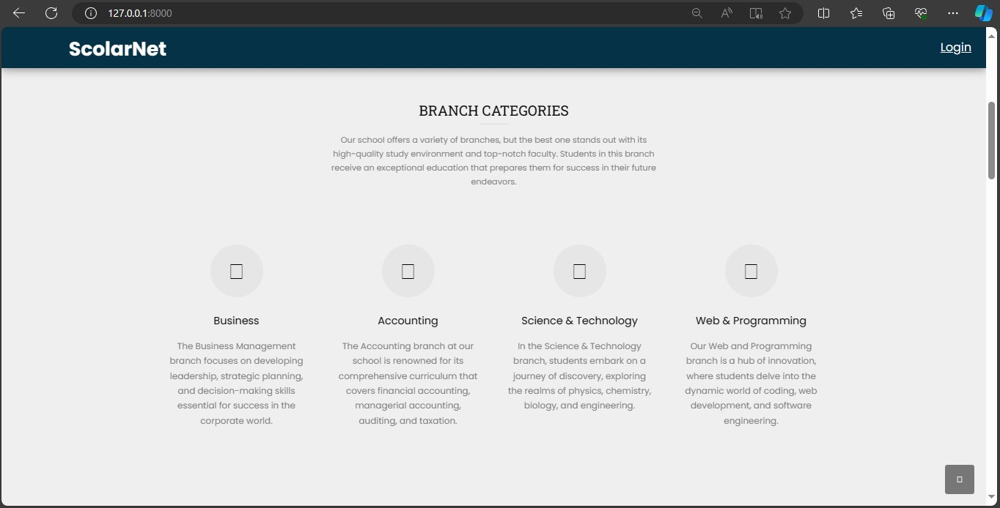 127.0.0.1:8000
ScolarNet
Login
BRANCH CATEGORIES
Our school offers a variety of branches, but the best one stands out with its
high-quality study environment and top-notch faculty. Students in this branch
receive an exceptional education that prepares them for success in their future
endeavors.
Business
The Business Management
branch focuses on developing
leadership, strategic planning,
and decision-making skills
essential for success in the
corporate world.
Accounting
The Accounting branch at our
school is renowned for its
comprehensive curriculum that
covers financial accounting,
managerial accounting,
auditing, and taxation.
Science & Technology
In the Science & Technology
branch, students embark on a
journey of discovery, exploring
the realms of physics, chemistry,
biology, and engineering.
Web & Programming
Our Web and Programming
branch is a hub of innovation,
where students delve into the
dynamic world of coding, web
development, and software
engineering.